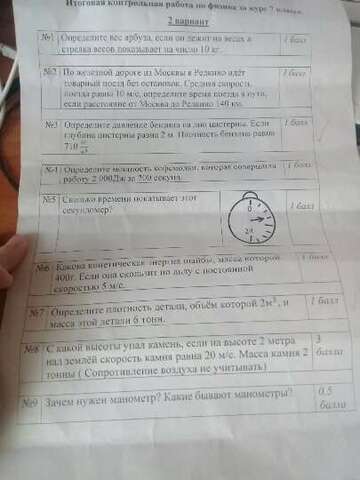 Итоговая контрольная работа по физике за курс 7 класса.
2 вариант
№1 Определите вес арбуза, если он лежит на весах а 1 балл
стрелка весов показывает на число 10 кг.
№2 По железной дороге из Москвы в Редкино идёт 1 балл
товарный поезд без остановок. Средняя скорость
поезда равна 10 м/с, определите время поезда в пути,
если расстояние от Москвы до Редкино 140 км.
№3 Определите давление бензина на дно цистерны. Если 1 балл
глубина цистерны равна 2 м. Плотность бензина равна
710 кг/м³
№4 Определите мощность кофемолки, которая совершила 1 балл
работу 2 000Дж за 200 секунд.
№5 Сколько времени показывает этот 1 балл
секундомер?
0
№6 Какова кинетическая энергия шайбы, масса которой 1 балл
400г. Если она скользит по льду с постоянной
скоростью 5 м/с.
№7 Определите плотность детали, объём которой 2м³, и 1 балл
масса этой детали 6 тонн.
№8 С какой высоты упал камень, если на высоте 2 метра 3
над землёй скорость камня равна 20 м/с. Масса камня 2 балла
тонны ( Сопротивление воздуха не учитывать)
№9 Зачем нужен манометр? Какие бывают манометры? 0,5
балла